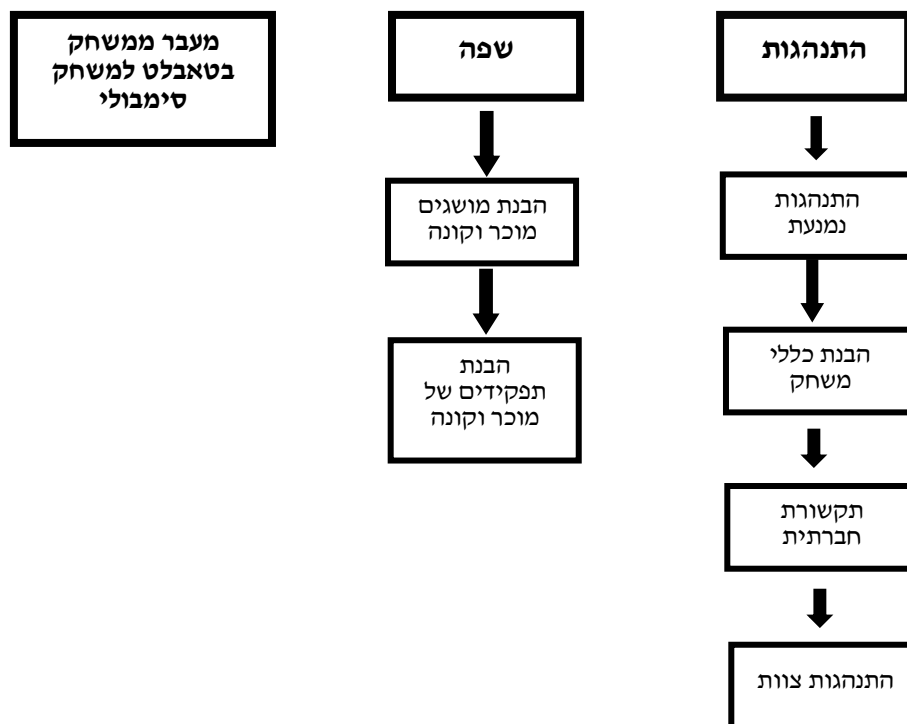 התנהגות
התנהגות
נמנעת
הבנת כללי
משחק
תקשורת
חברתית
התנהגות צוות
שפה
הבנת מושגים
מוכר וקונה
הבנת
תפקידים של
מוכר וקונה
מעבר ממשחק
בטאבלט למשחק
סימבולי